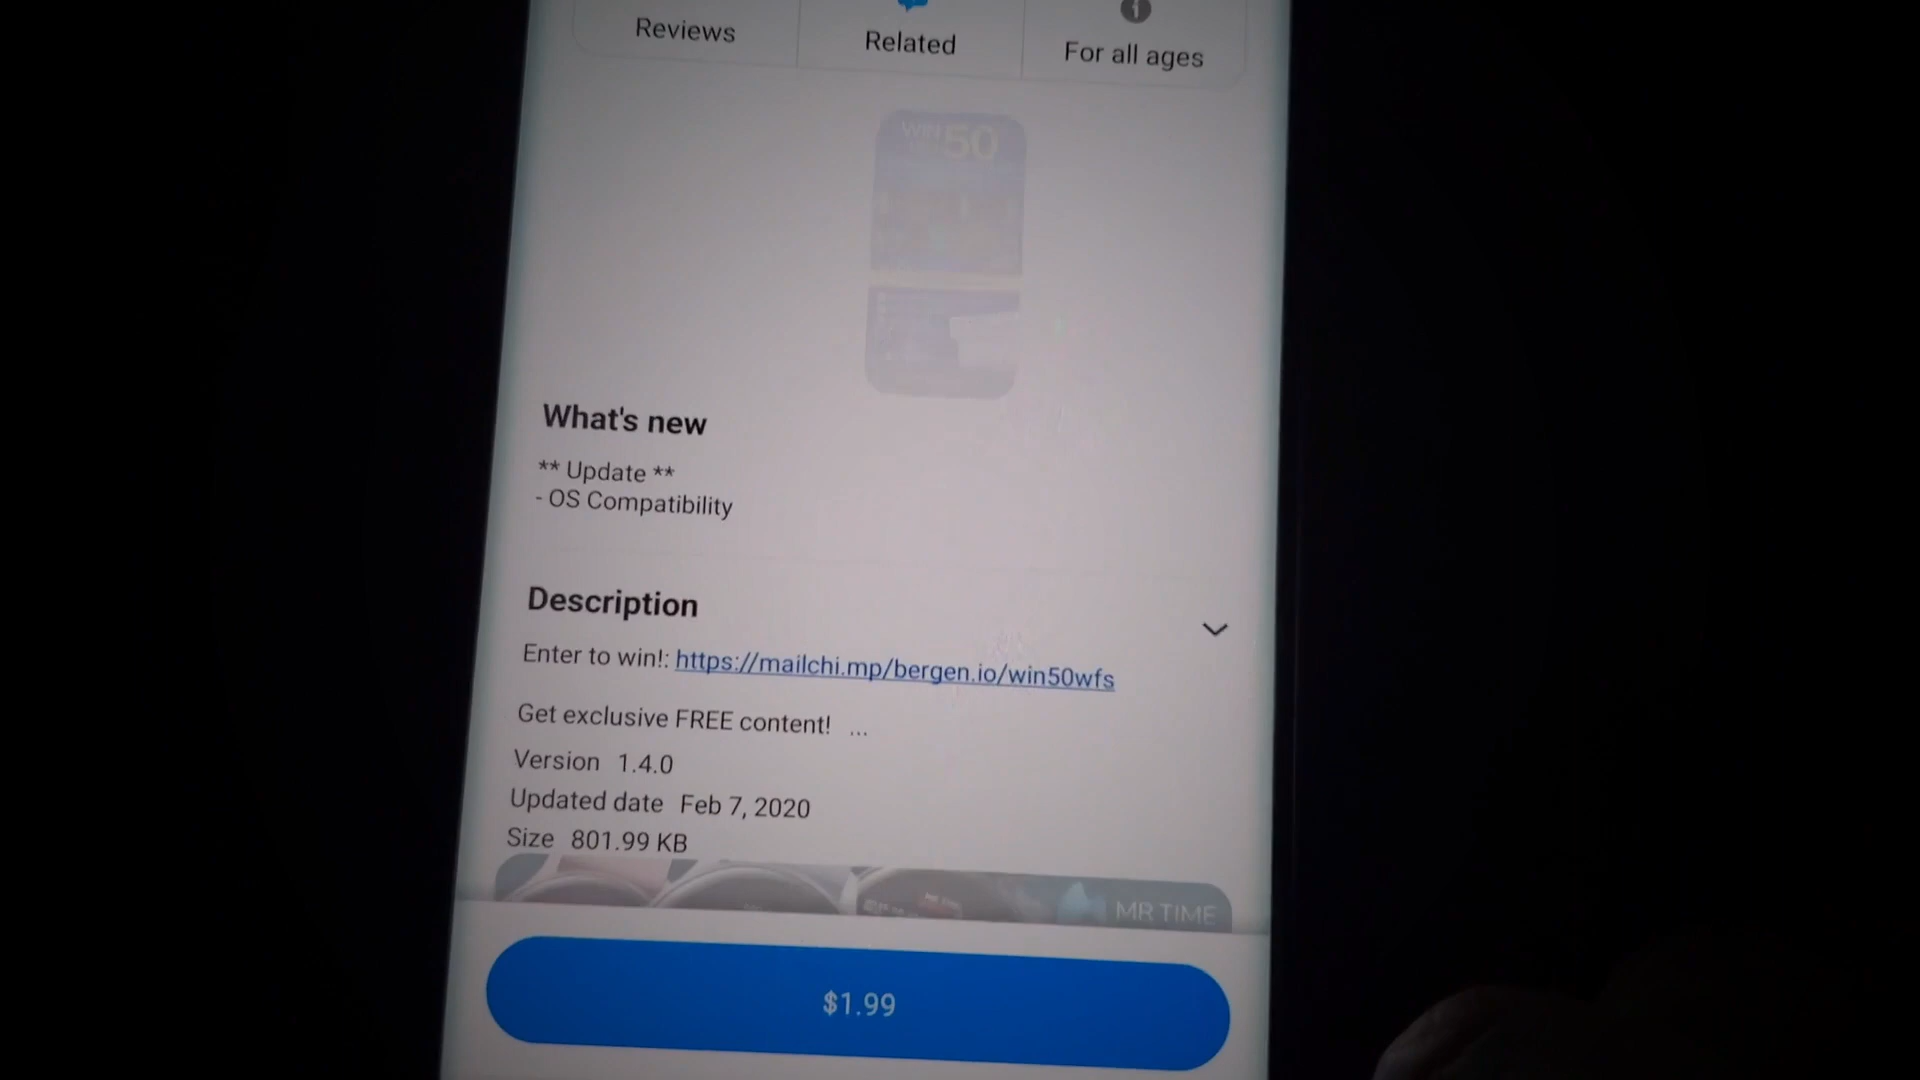 Reviews
Related
For all ages
WIN 50
What's new
** Update **
- OS Compatibility
Description
Enter to win!: https://mailchi.mp/bergen.io/win50wfs
Get exclusive FREE content! ...
Version 1.4.0
Updated date Feb 7, 2020
Size 801.99 KB
MR TIME
$1.99